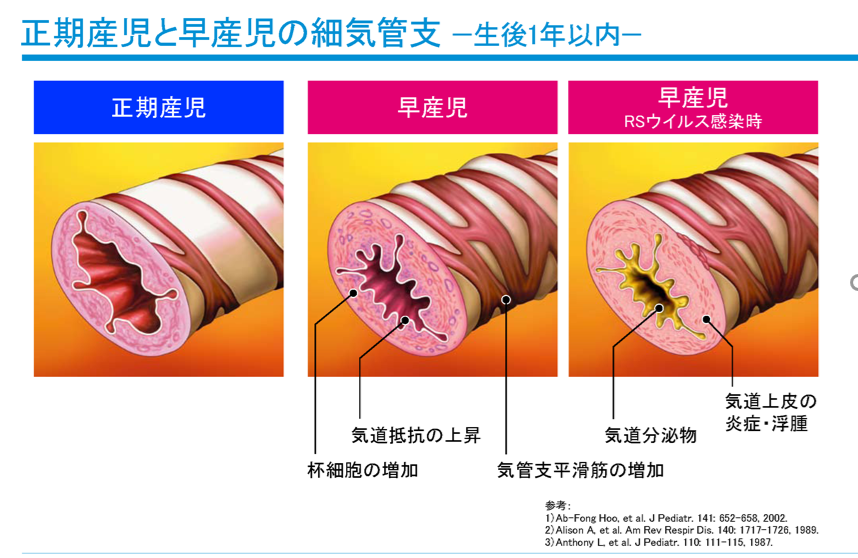 正期産児と早産児の細気管支 －生後1年以内－
正期産児
早産児
早産児
RSウイルス感染時
気道上皮の
炎症・浮腫
気道抵抗の上昇
気道分泌物
杯細胞の増加
気管支平滑筋の増加
参考：
1）Ab-Fong Hoo, et al. J Pediatr. 141: 652-658, 2002.
2）Alison A, et al. Am Rev Respir Dis. 140: 1717-1726, 1989.
3）Anthony L, et al. J Pediatr. 110: 111-115, 1987.